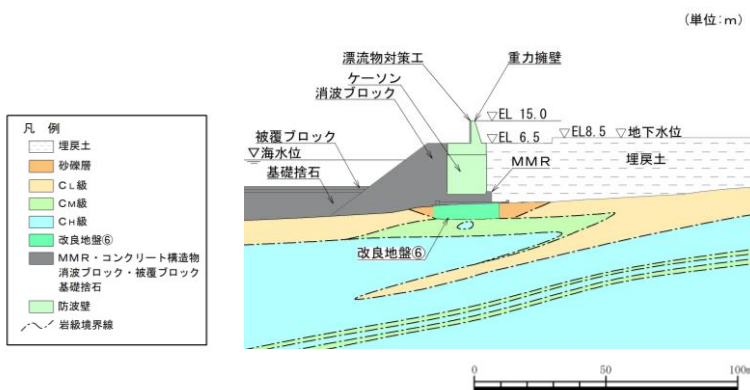 (単位:m)
漂流物対策工
重力擁壁
ケーソン
消波ブロック
▽EL 15.0
▽EL 6.5
▽EL8.5 ▽地下水位
被覆ブロック
▽海水位
基礎捨石
MMR
埋戻土
改良地盤⑥
凡 例
埋戻土
砂礫層
CL級
CM級
CH級
改良地盤⑥
MMR・コンクリート構造物
消波ブロック・被覆ブロック
基礎捨石
防波壁
岩級境界線
0 50 100m